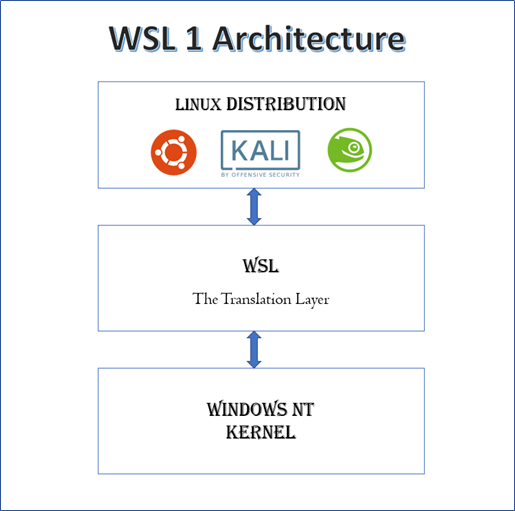 WSL 1 Architecture
LINUX DISTRIBUTION
KALI
BY OFFENSIVE SECURITY
WSL
The Translation Layer
WINDOWS NT
KERNEL